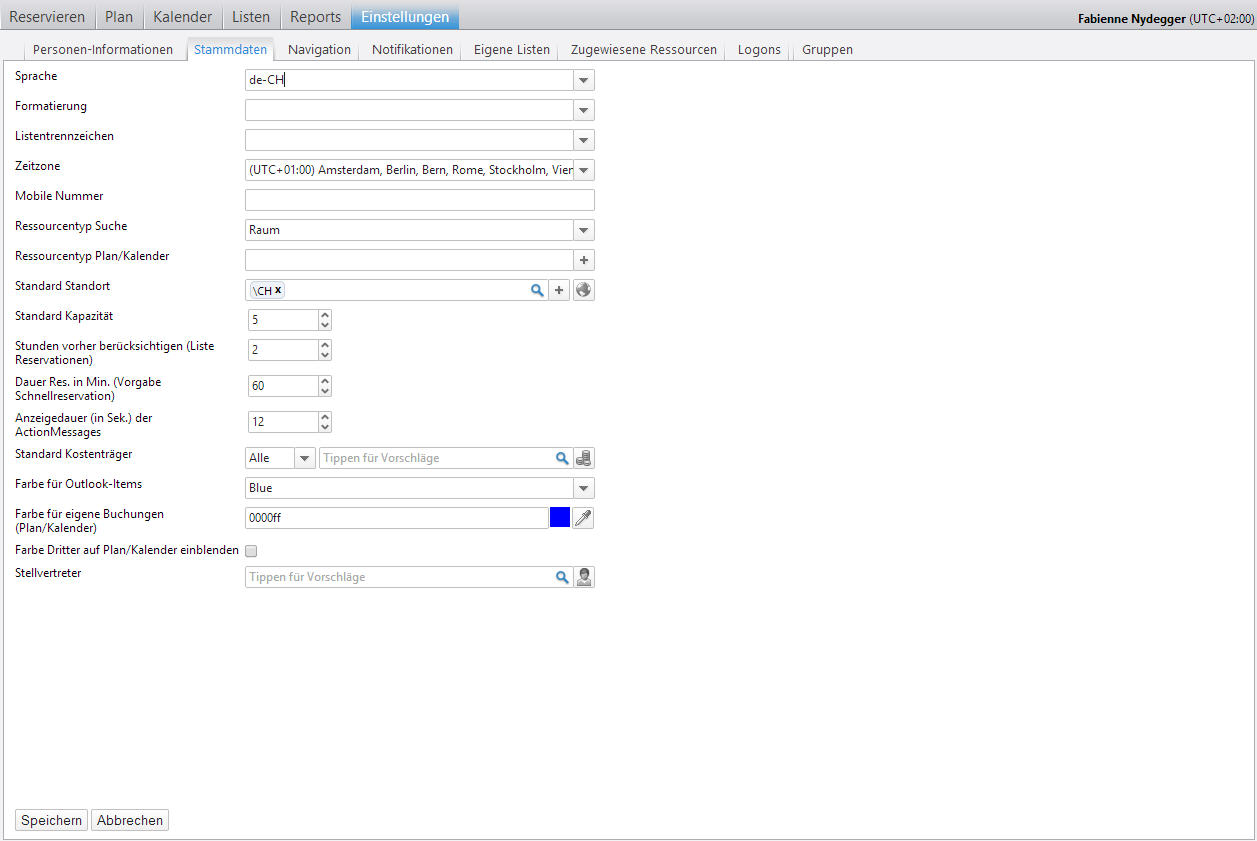 Reservieren Plan Kalender Listen Reports Einstellungen Fabienne Nydegger (UTC+02:00)
Personen-Informationen Stammdaten Navigation Notifikationen Eigene Listen Zugewiesene Ressourcen Logons Gruppen
Sprache de-CH
Formatierung
Listentrennzeichen
Zeitzone (UTC+01:00) Amsterdam, Berlin, Bern, Rome, Stockholm, Vien
Mobile Nummer
Ressourcentyp Suche Raum
Ressourcentyp Plan/Kalender
Standard Standort \CH x
Standard Kapazität 5
Stunden vorher berücksichtigen (Liste 2
Reservationen)
Dauer Res. in Min. (Vorgabe 60
Schnellreservation)
Anzeigedauer (in Sek.) der 12
ActionMessages
Standard Kostenträger Alle Tippen für Vorschläge
Farbe für Outlook-Items Blue
Farbe für eigene Buchungen 0000ff
(Plan/Kalender)
Farbe Dritter auf Plan/Kalender einblenden
Stellvertreter Tippen für Vorschläge
Speichern Abbrechen